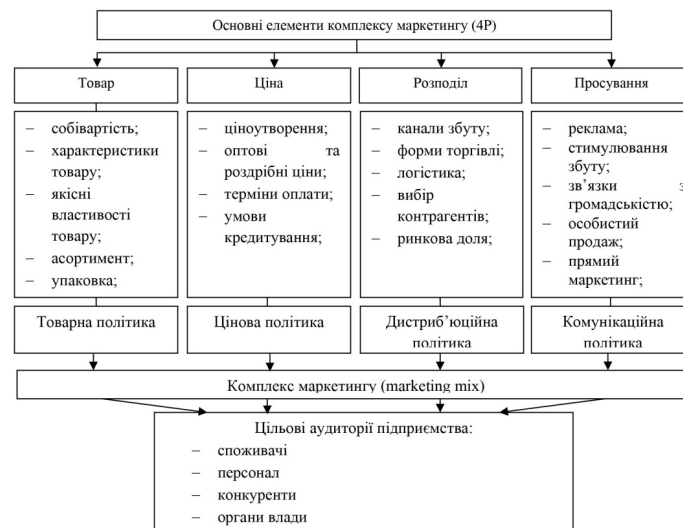 Основні елементи комплексу маркетингу (4Р)
Товар
Ціна
Розподіл
Просування
– собівартість;
– характеристики
товару;
– якісні
властивості
товару;
– асортимент;
– упаковка;
– ціноутворення;
– оптові та
роздрібні ціни;
– терміни оплати;
– умови
кредитування;
– канали збуту;
– форми торгівлі;
– логістика;
– вибір
контрагентів;
– ринкова доля;
– реклама;
– стимулювання
збуту;
– зв’язки з
громадськістю;
– особистий
продаж;
– прямий
маркетинг;
Товарна політика
Цінова політика
Дистриб’юційна
політика
Комунікаційна
політика
Комплекс маркетингу (marketing mix)
Цільові аудиторії підприємства:
– споживачі
– персонал
– конкуренти
– органи влади